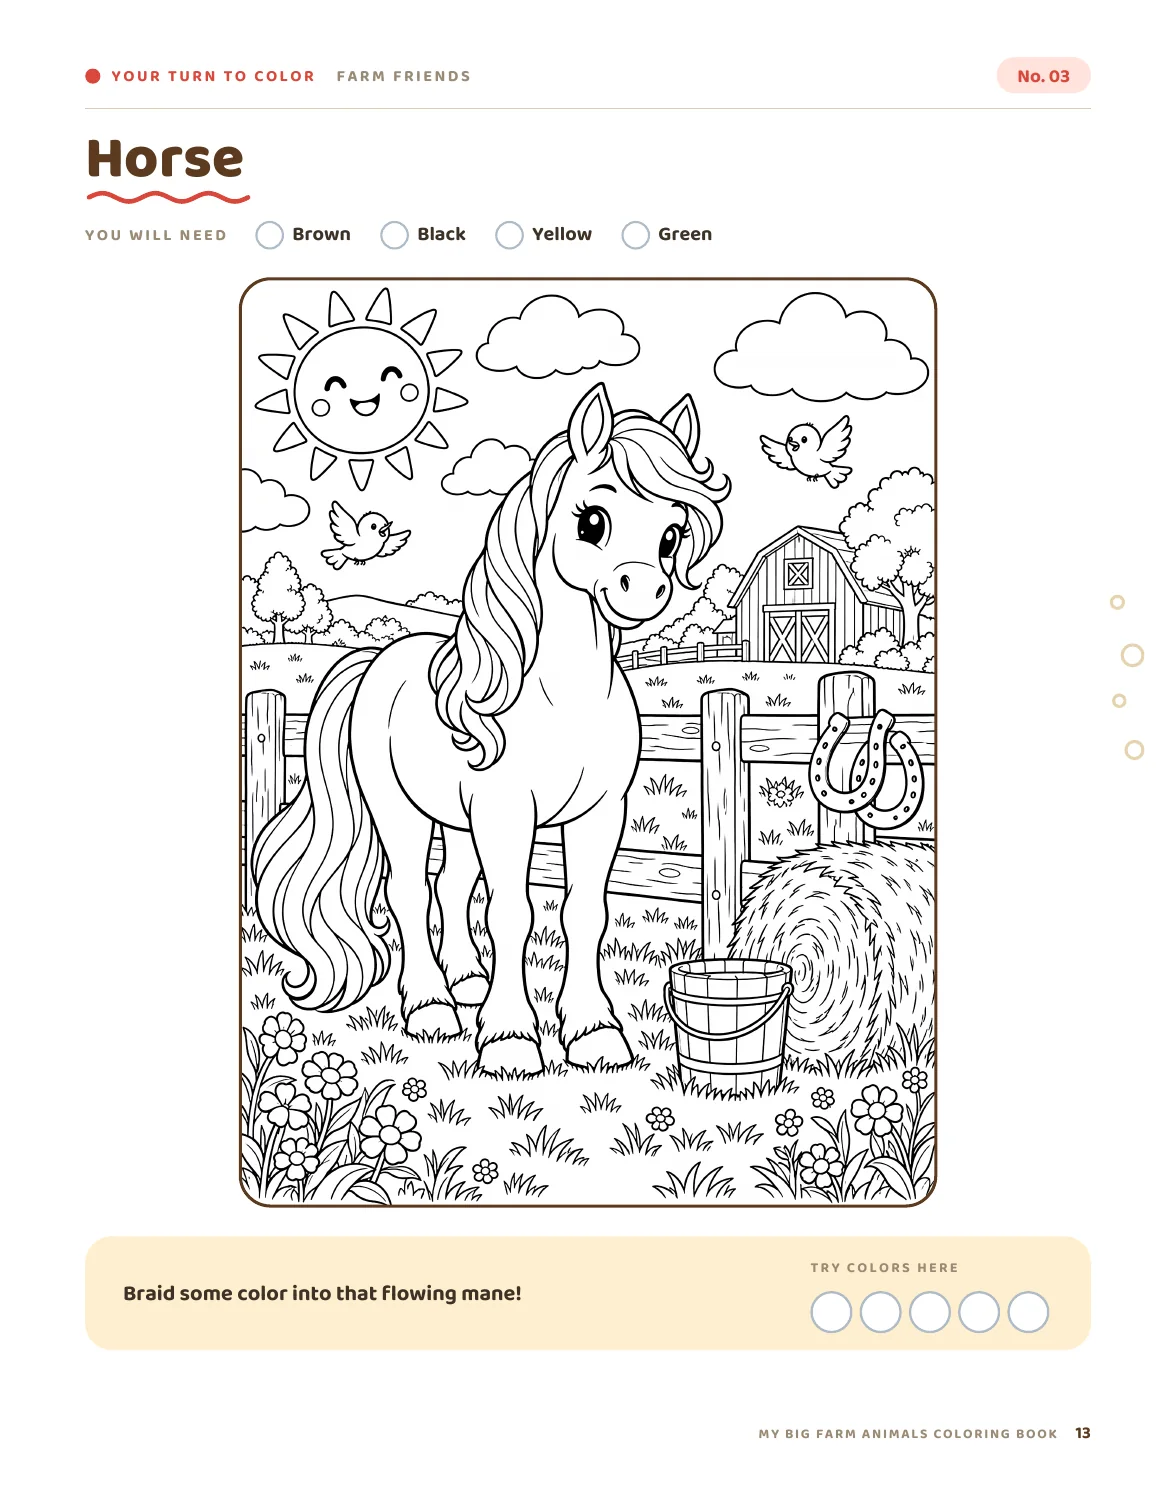 YOUR TURN TO COLOR FARM FRIENDS No. 03
Horse
YOU WILL NEED Brown Black Yellow Green
TRY COLORS HERE
Braid some color into that flowing mane!
MY BIG FARM ANIMALS COLORING BOOK 13